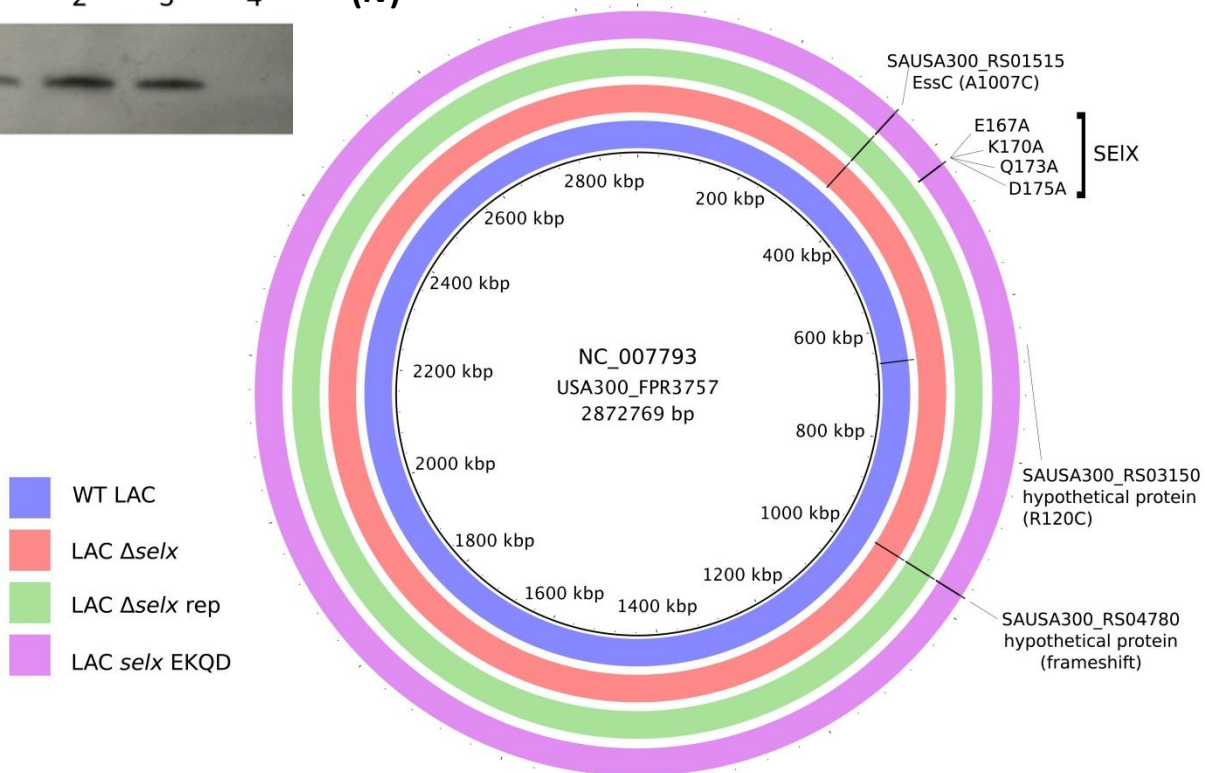 2 3 4 (IV)
SAUSA300_RS01515
EssC (A1007C)
E167A
K170A
Q173A
D175A
SElX
2800 kbp
200 kbp
2600 kbp
400 kbp
2400 kbp
600 kbp
NC_007793
USA300_FPR3757
2872769 bp
2200 kbp
800 kbp
2000 kbp
SAUSA300_RS03150
hypothetical protein
(R120C)
1000 kbp
1800 kbp
1200 kbp
1600 kbp
1400 kbp
WT LAC
LAC Δselx
LAC Δselx rep
LAC selx EKQD
SAUSA300_RS04780
hypothetical protein
(frameshift)